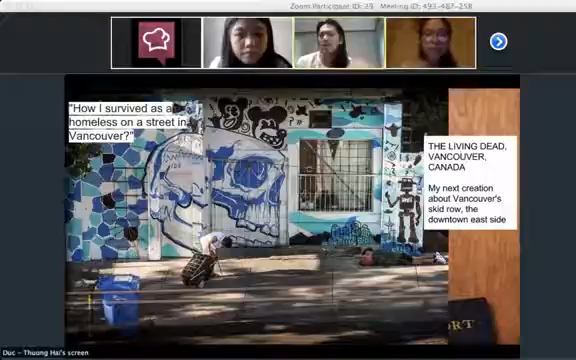 Zoom Participant ID: 29 Meeting ID: 493-487-258
"How I survived as a
homeless on a street in
Vancouver?"
THE LIVING DEAD,
VANCOUVER,
CANADA
My next creation
about Vancouver's
skid row, the
downtown east side
Duc - Thuong Hai's screen